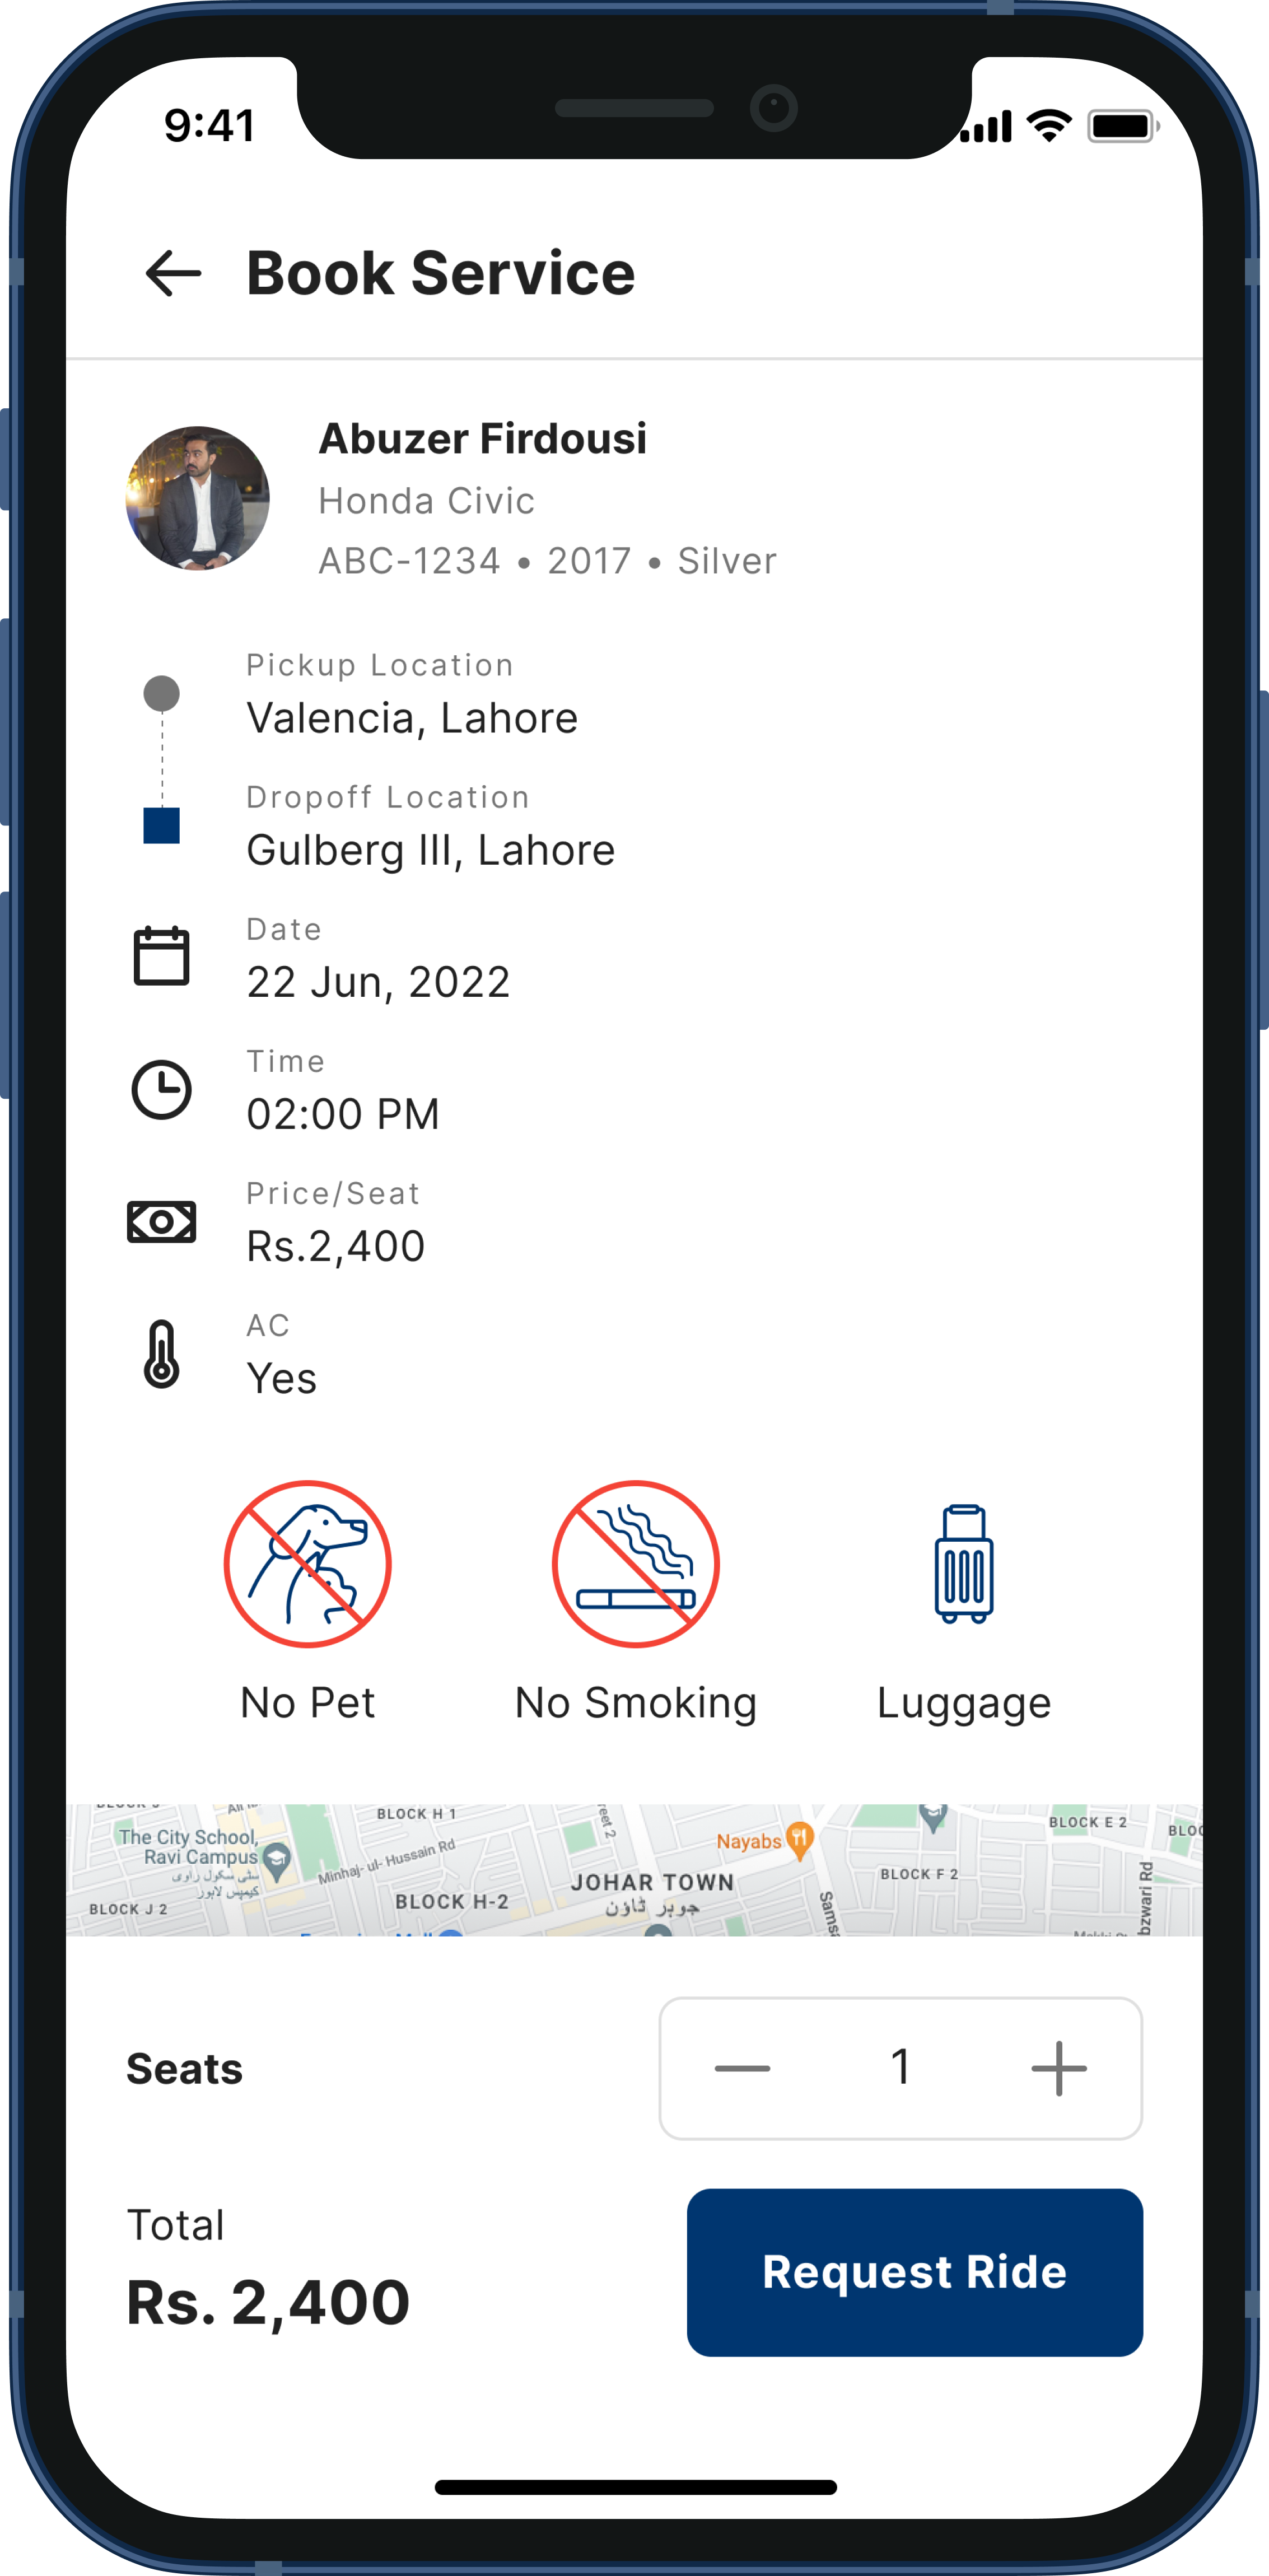 9:41
Book Service
Abuzer Firdousi
Honda Civic
ABC-1234 • 2017 • Silver
Pickup Location
Valencia, Lahore
Dropoff Location
Gulberg III, Lahore
Date
22 Jun, 2022
Time
02:00 PM
Price/Seat
Rs.2,400
AC
Yes
No Pet
No Smoking
Luggage
BLOCK H 1
The City School,
Ravi Campus
سٹی سکول راوی
کیمپس لاہور
Minhaj- ul- Hussain Rd
BLOCK J 2
BLOCK H-2
JOHAR TOWN
جوہر ٹاؤن
Nayabs
BLOCK F 2
BLOCK E 2
Seats
1
Total
Rs. 2,400
Request Ride